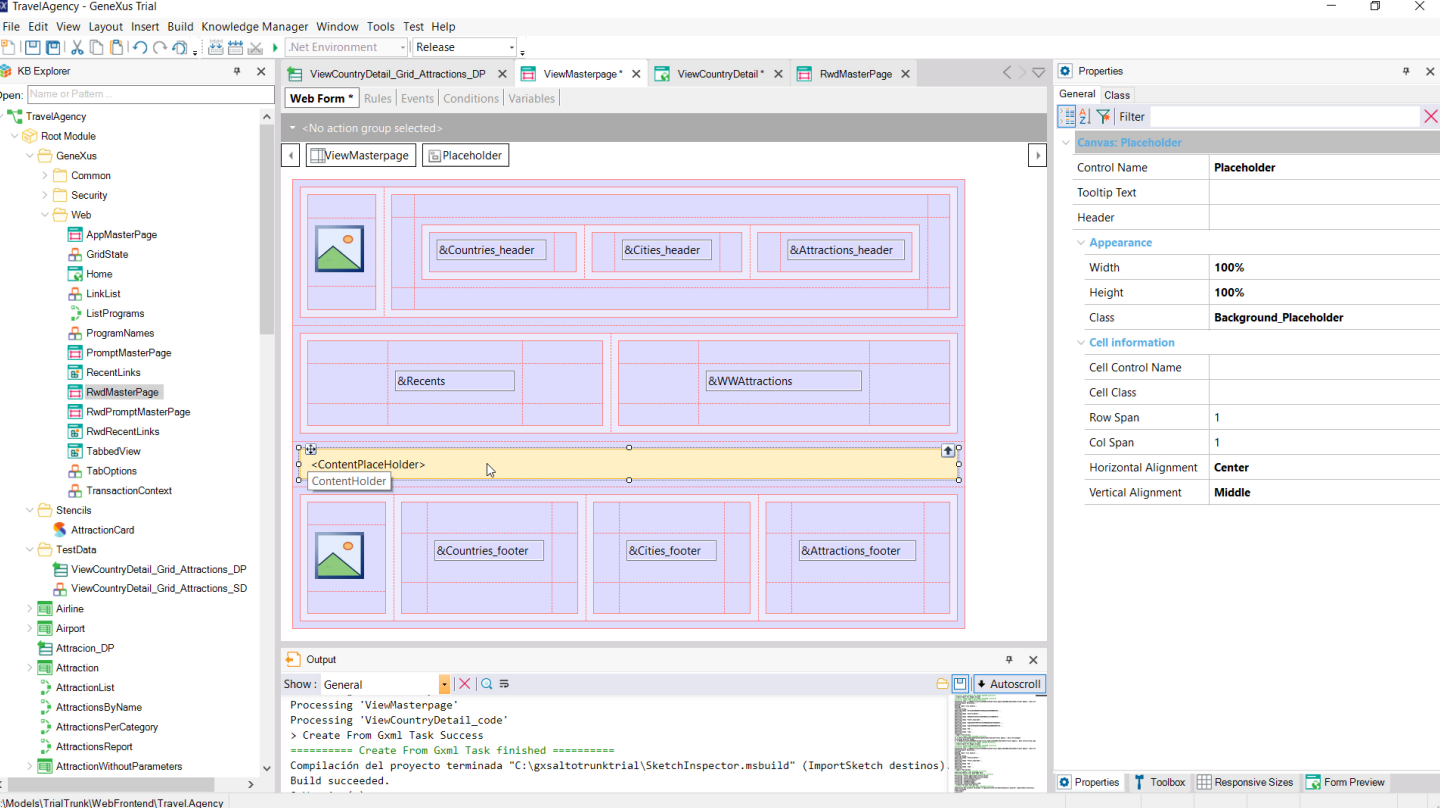 TravelAgency - GeneXus Trial
File Edit View Layout Insert Build Knowledge Manager Window Tools Test Help
.Net Environment Release
KB Explorer
Open: Name or Pattern ...
TravelAgency
Root Module
GeneXus
Common
Security
Web
AppMasterPage
GridState
Home
LinkList
ListPrograms
ProgramNames
PromptMasterPage
RecentLinks
RwdMasterPage
RwdPromptMasterPage
RwdRecentLinks
TabbedView
TabOptions
TransactionContext
Stencils
AttractionCard
TestData
ViewCountryDetail_Grid_Attractions_DP
ViewCountryDetail_Grid_Attractions_SD
Airline
Airport
Attracion_DP
Attraction
AttractionList
AttractionsByName
AttractionsPerCategory
AttractionsReport
AttractionWithoutParameters
ViewCountryDetail_Grid_Attractions_DP ViewMasterpage * ViewCountryDetail * RwdMasterPage
Web Form * Rules Events Conditions Variables
<No action group selected>
ViewMasterpage Placeholder
&Countries_header &Cities_header &Attractions_header
&Recents &WWAttractions
<ContentPlaceHolder>
ContentHolder
&Countries_footer &Cities_footer &Attractions_footer
Output
Show : General Autoscroll
Processing 'ViewMasterpage'
Processing 'ViewCountryDetail_code'
> Create From Gxml Task Success
========== Create From Gxml Task finished ==========
Compilación del proyecto terminada "C:\gxsaltotrunktrial\SketchInspector.msbuild" (ImportSketch destinos).
Build succeeded.
Properties
General Class
Filter
Canvas: Placeholder
Control Name Placeholder
Tooltip Text
Header
Appearance
Width 100%
Height 100%
Class Background_Placeholder
Cell information
Cell Control Name
Cell Class
Row Span 1
Col Span 1
Horizontal Alignment Center
Vertical Alignment Middle
Properties Toolbox Responsive Sizes Form Preview
:\Models\TrialTrunk\WebFrontend\Travel.Agency